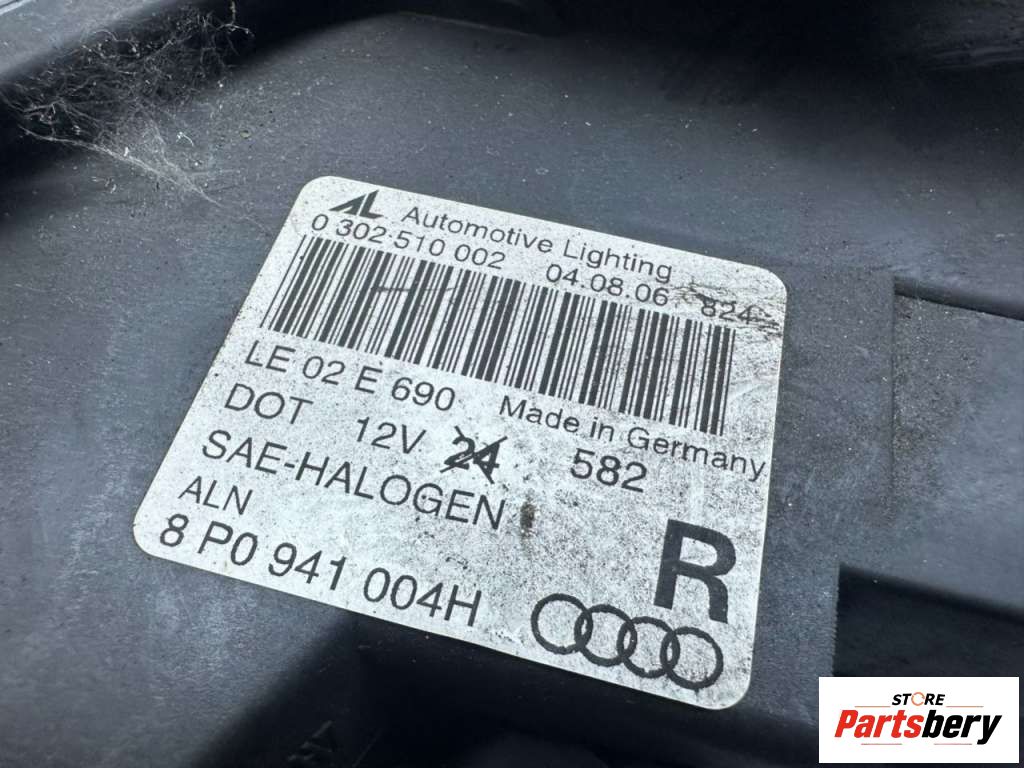 AL Automotive Lighting
0 302 510 002 04.08.06 824
LE 02 E 690 Made in Germany
DOT 12V 24 582
SAE-HALOGEN
ALN
8 P0 941 004H
R
STORE
Partsbery